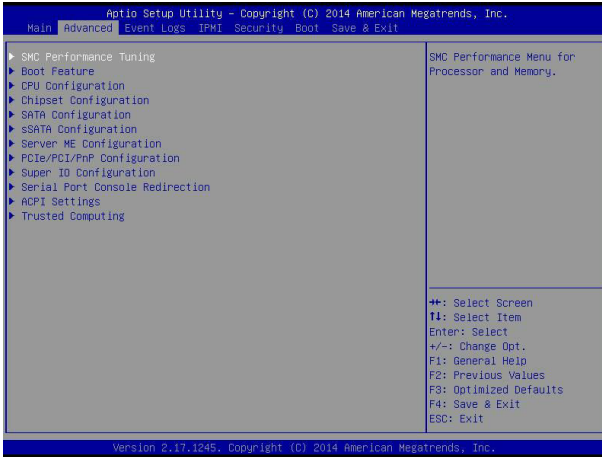 Aptio Setup Utility – Copyright (C) 2014 American Megatrends, Inc.
Main Advanced Event Logs IPMI Security Boot Save & Exit
SMC Performance Tuning
Boot Feature
CPU Configuration
Chipset Configuration
SATA Configuration
sSATA Configuration
Server ME Configuration
PCIe/PCI/PnP Configuration
Super IO Configuration
Serial Port Console Redirection
ACPI Settings
Trusted Computing
SMC Performance Menu for
Processor and Memory.
→←: Select Screen
↑↓: Select Item
Enter: Select
+/-: Change Opt.
F1: General Help
F2: Previous Values
F3: Optimized Defaults
F4: Save & Exit
ESC: Exit
Version 2.17.1245. Copyright (C) 2014 American Megatrends, Inc.